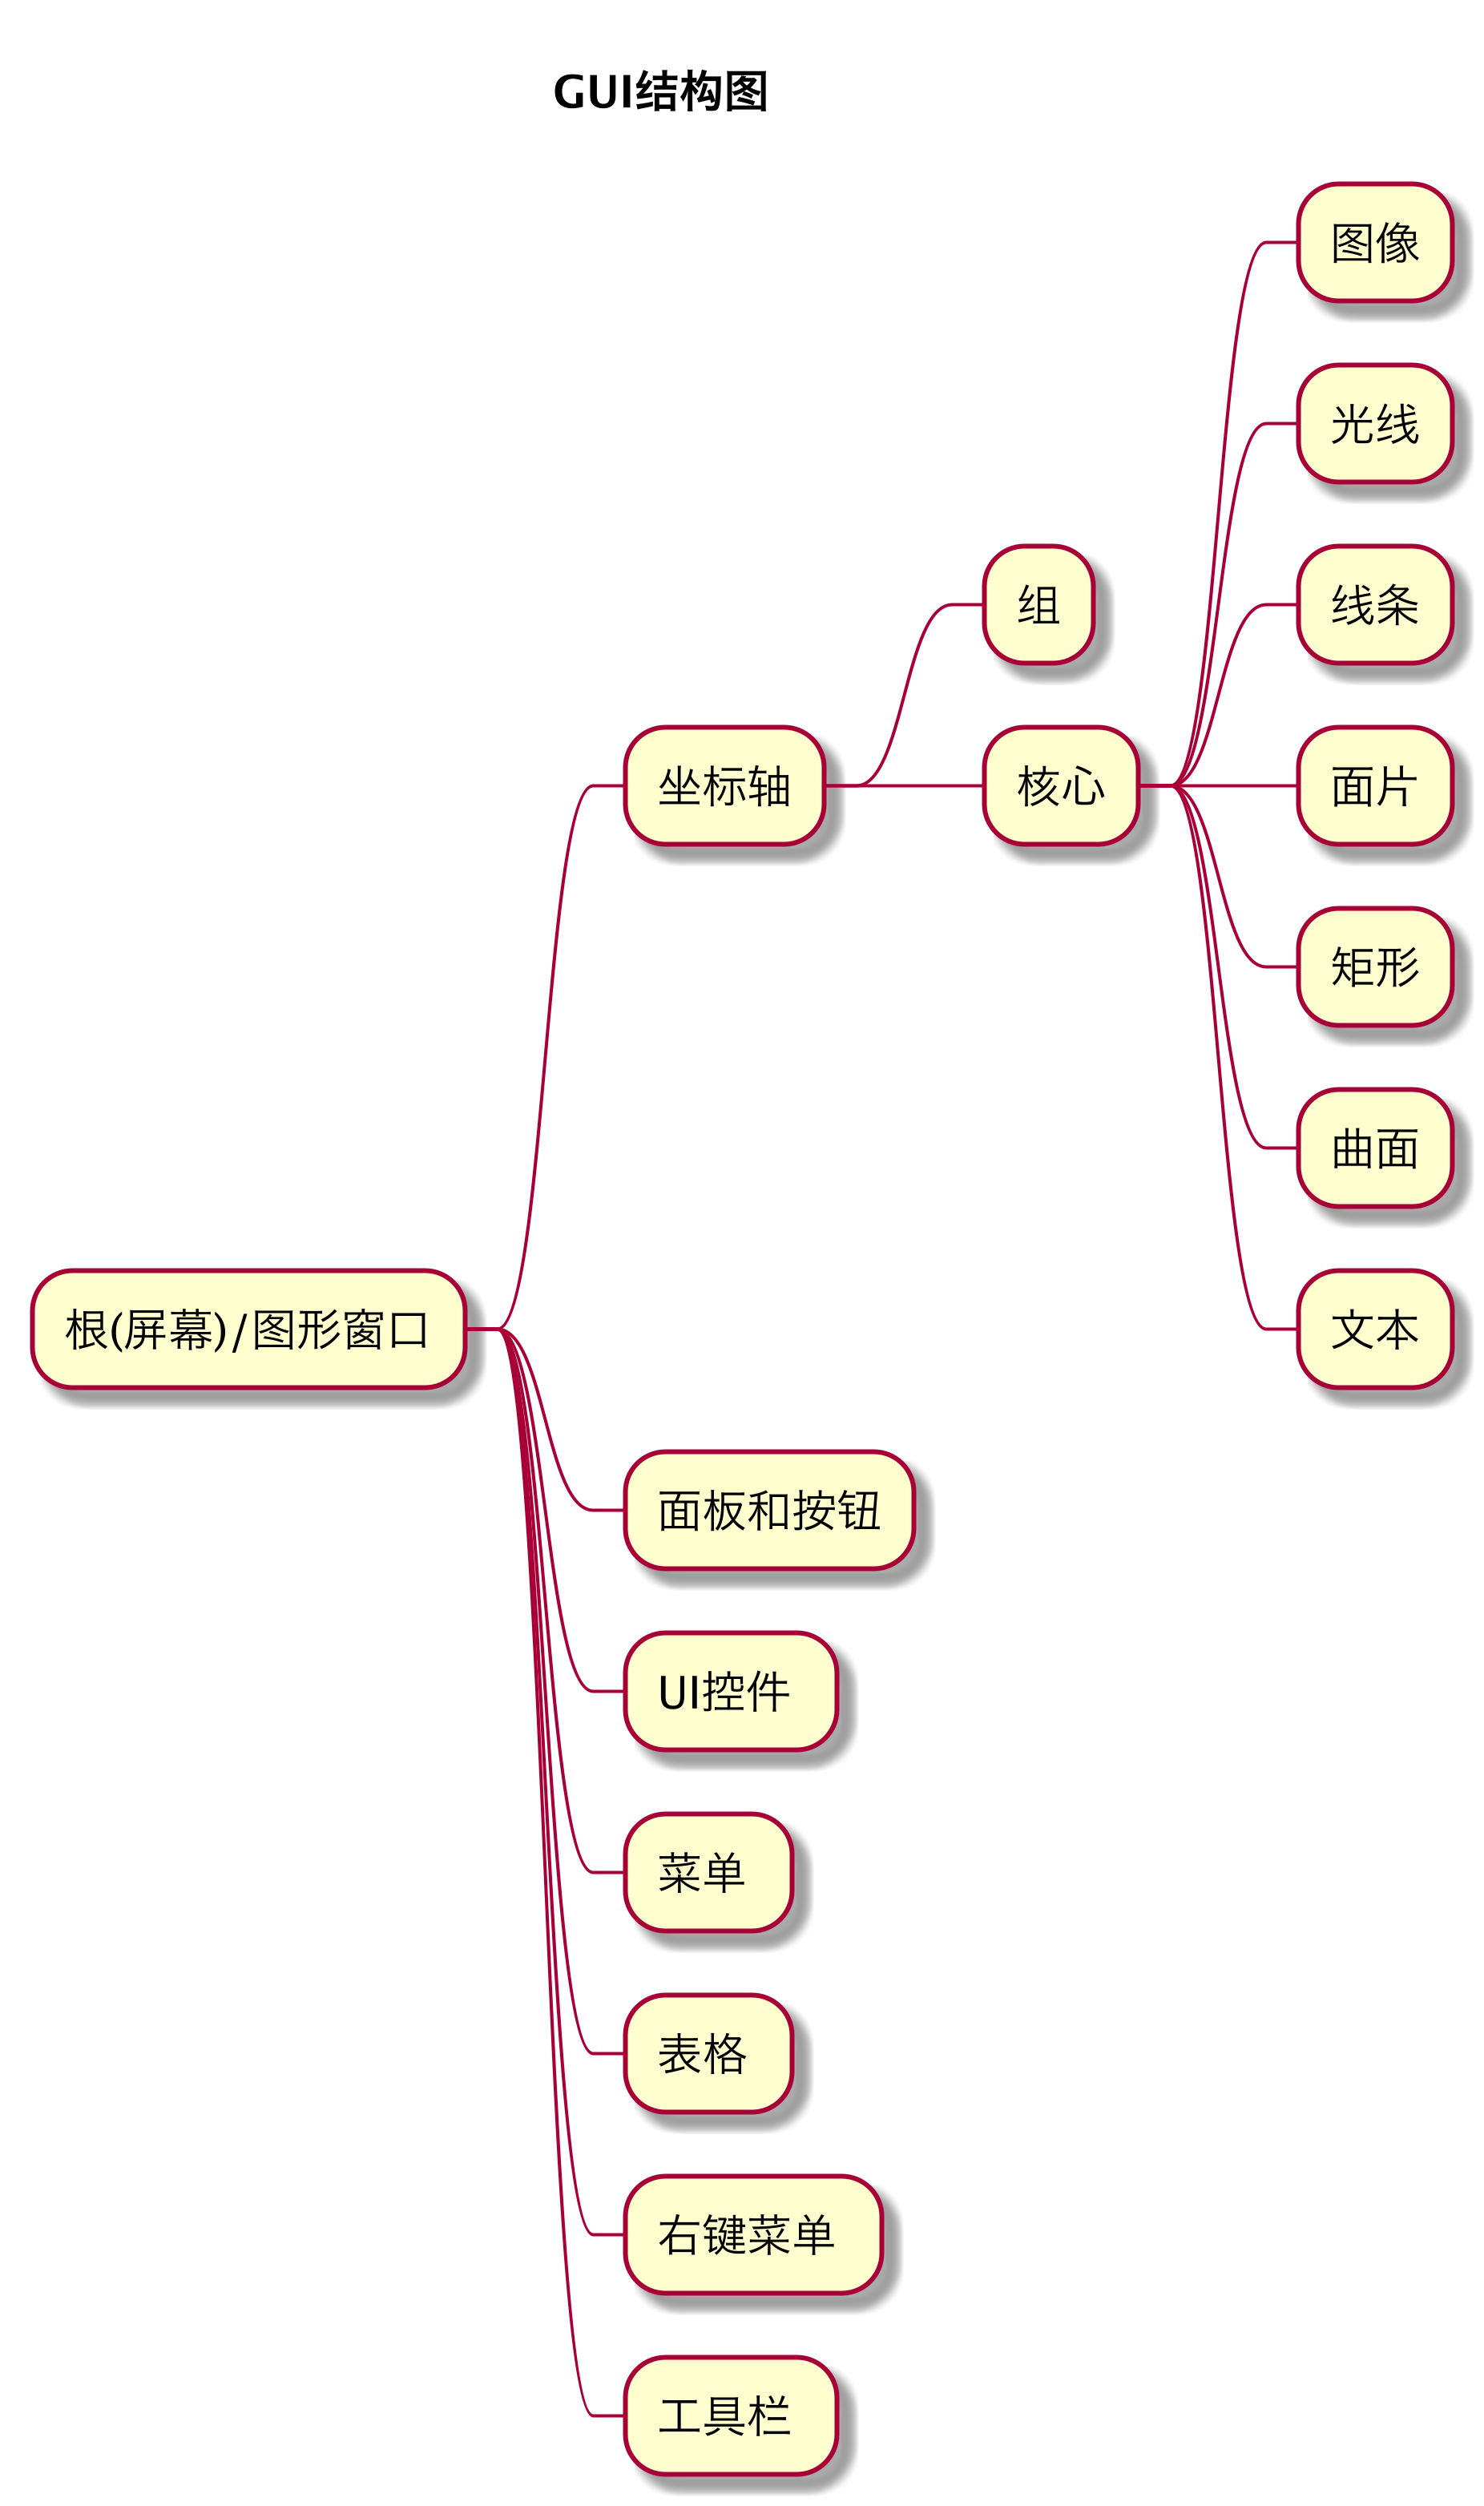 GUI结构图
图像
光线
线条
组
坐标轴
核心
面片
矩形
曲面
根(屏幕)/图形窗口
文本
面板和按钮
UI控件
菜单
表格
右键菜单
工具栏